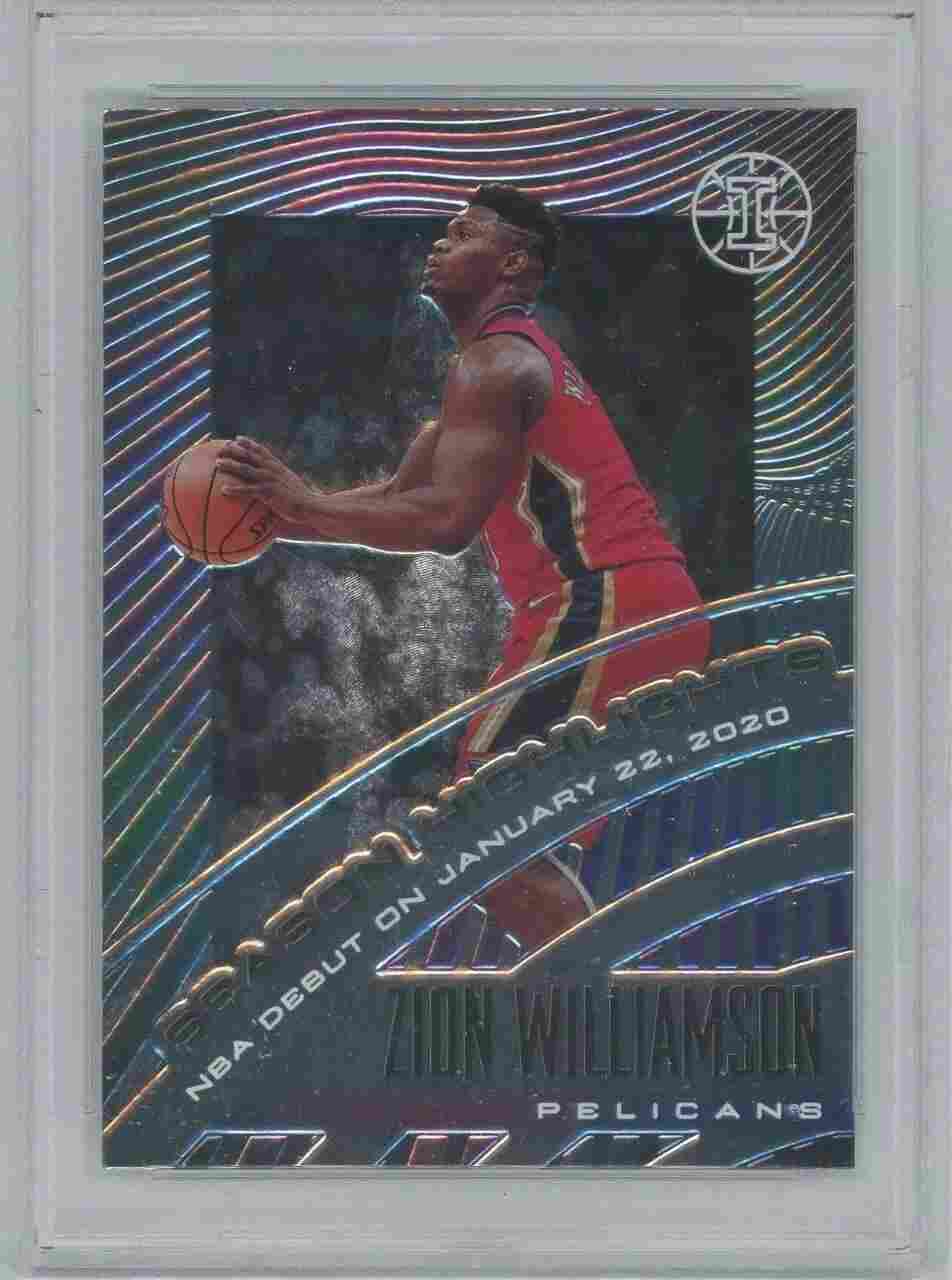 I
SEASON HIGHLIGHTS
NBA DEBUT ON JANUARY 22, 2020
ZION WILLIAMSON
PELICANS